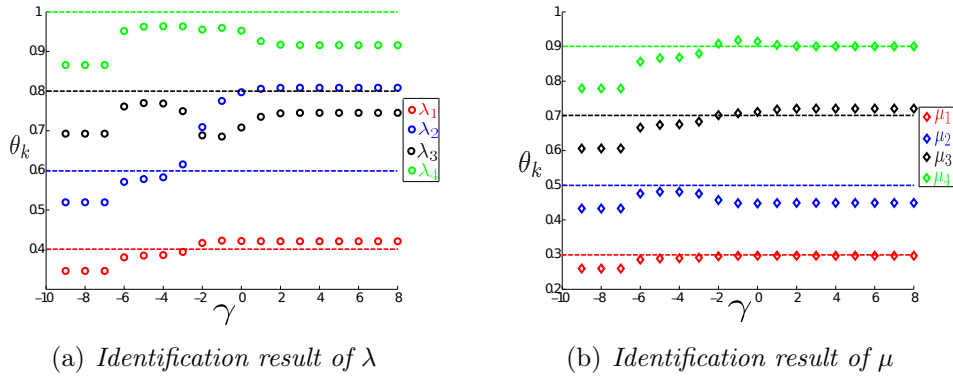 1
0.9
0.8
0.7
0.6
0.5
0.4
θ_k
−10 −8 −6 −4 −2 0 2 4 6 8
γ
λ₁
λ₂
λ₃
λ₄
(a) Identification result of λ
1
0.9
0.8
0.7
0.6
0.5
0.4
0.3
0.2
θ_k
−10 −8 −6 −4 −2 0 2 4 6 8
γ
μ₁
μ₂
μ₃
μ₄
(b) Identification result of μ